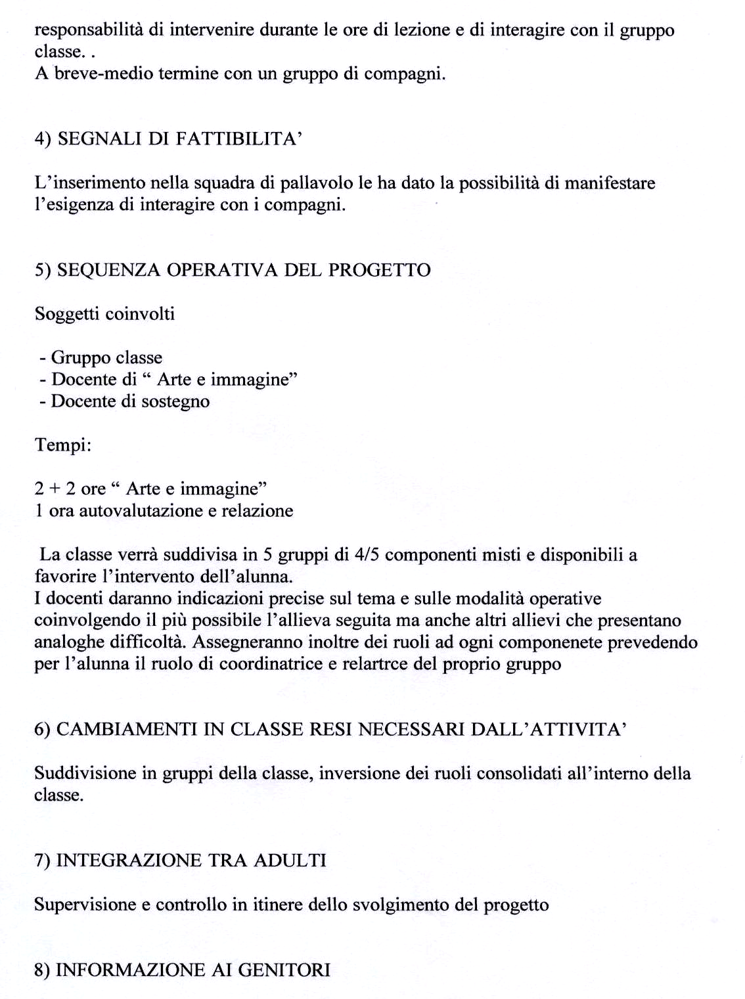 responsabilità di intervenire durante le ore di lezione e di interagire con il gruppo
classe. .
A breve-medio termine con un gruppo di compagni.
4) SEGNALI DI FATTIBILITA’
L’inserimento nella squadra di pallavolo le ha dato la possibilità di manifestare
l’esigenza di interagire con i compagni.
5) SEQUENZA OPERATIVA DEL PROGETTO
Soggetti coinvolti
- Gruppo classe
- Docente di “ Arte e immagine”
- Docente di sostegno
Tempi:
2 + 2 ore “ Arte e immagine”
1 ora autovalutazione e relazione
La classe verrà suddivisa in 5 gruppi di 4/5 componenti misti e disponibili a
favorire l’intervento dell’alunna.
I docenti daranno indicazioni precise sul tema e sulle modalità operative
coinvolgendo il più possibile l’allieva seguita ma anche altri allievi che presentano
analoghe difficoltà. Assegneranno inoltre dei ruoli ad ogni componenete prevedendo
per l’alunna il ruolo di coordinatrice e relartrce del proprio gruppo
6) CAMBIAMENTI IN CLASSE RESI NECESSARI DALL’ATTIVITA’
Suddivisione in gruppi della classe, inversione dei ruoli consolidati all’interno della
classe.
7) INTEGRAZIONE TRA ADULTI
Supervisione e controllo in itinere dello svolgimento del progetto
8) INFORMAZIONE AI GENITORI